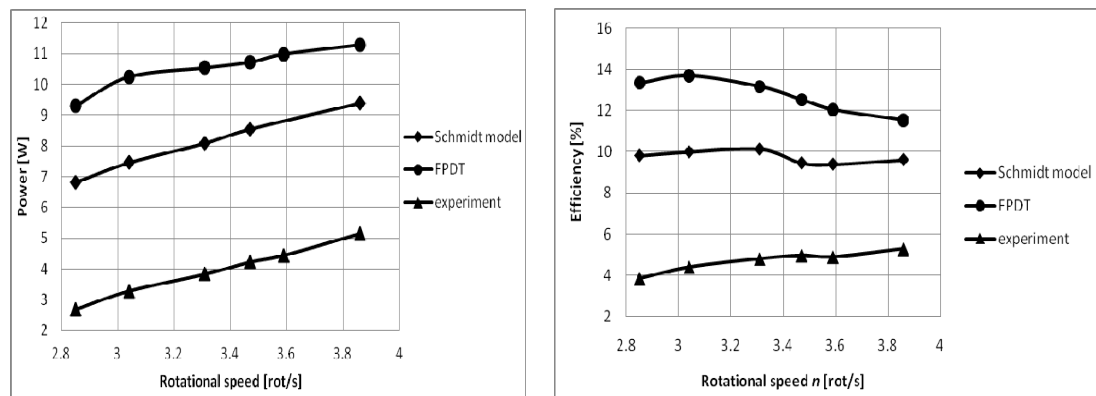 12
11
10
9
8
7
6
5
4
3
2
Power [W]
2.8 3 3.2 3.4 3.6 3.8 4
Rotational speed [rot/s]
Schmidt model
FPDT
experiment
16
14
12
10
8
6
4
2
Efficiency [%]
2.8 3 3.2 3.4 3.6 3.8 4
Rotational speed n [rot/s]
Schmidt model
FPDT
experiment